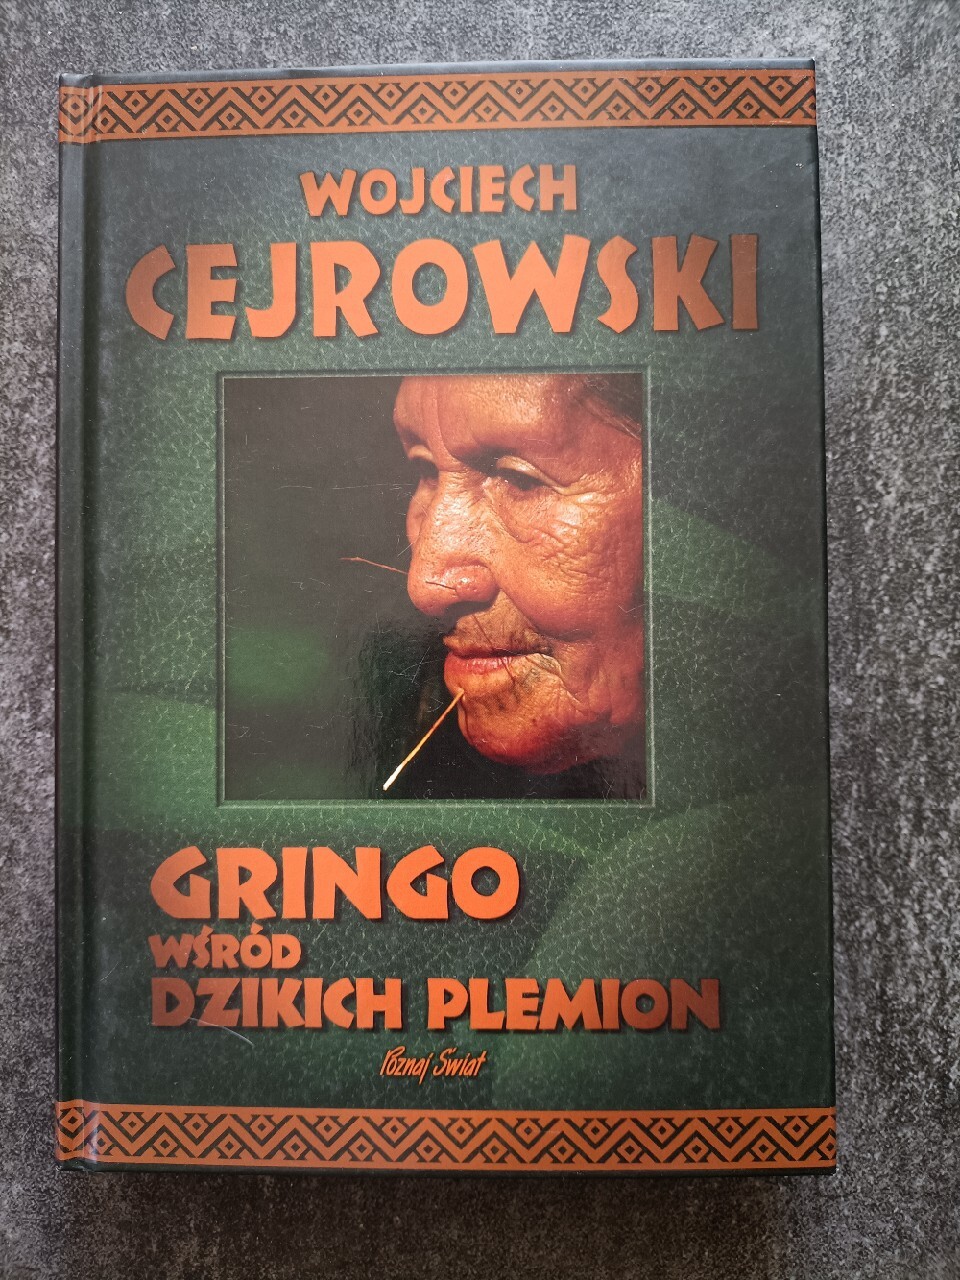 WOJCIECH
CEJROWSKI
GRINGO
WŚRÓD
DZIKICH PLEMION
Poznaj Świat